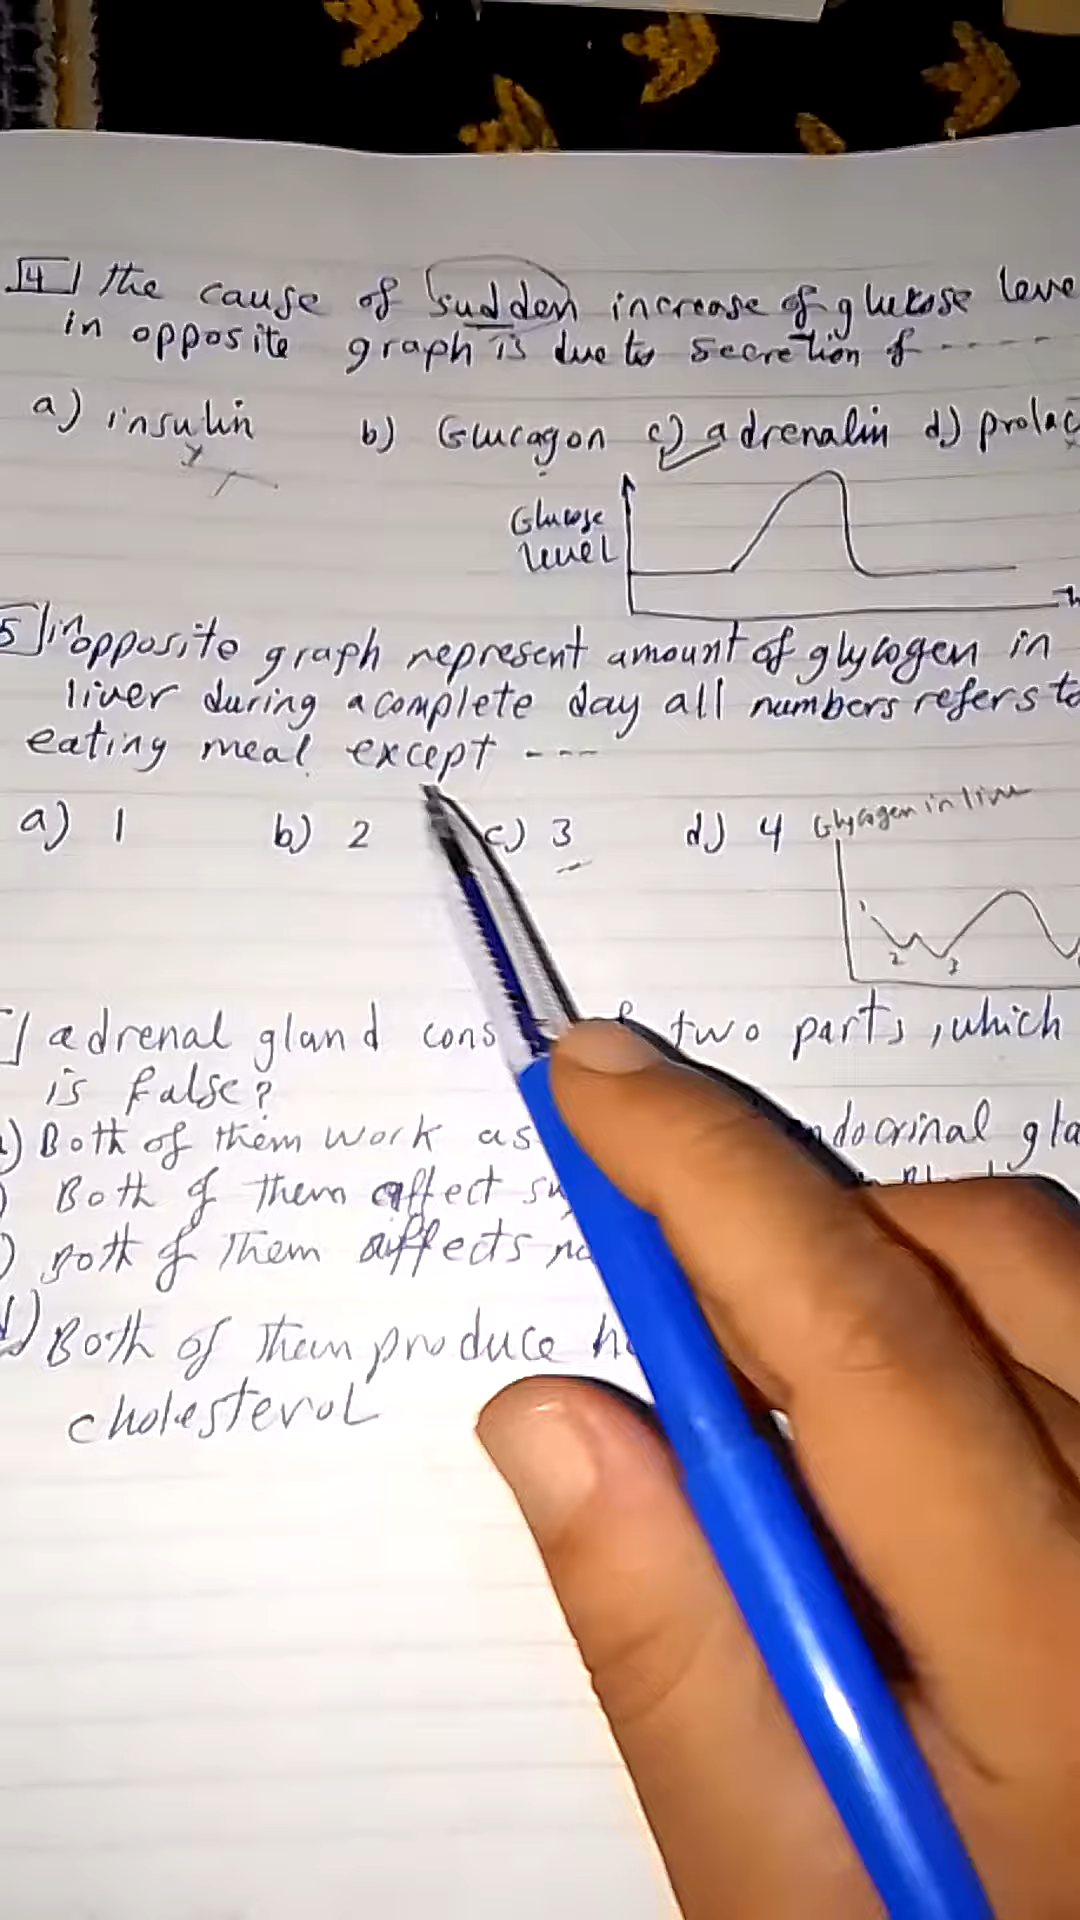 4 the cause of sudden increase of glucose leve
in opposite graph is due to secretion of -----
a) insulin b) Glucagon c) adrenalin d) prolac
Glucose
level
5 in opposite graph represent amount of glycogen in
liver during a complete day all numbers refers to
eating meal except ---
a) 1 b) 2 c) 3 d) 4 Glycogen in liver
2 3
adrenal gland cons two parts, which
is false?
Both of them work as docrinal gla
Both of them affect
Both of them affects
d) Both of them produce
cholesterol